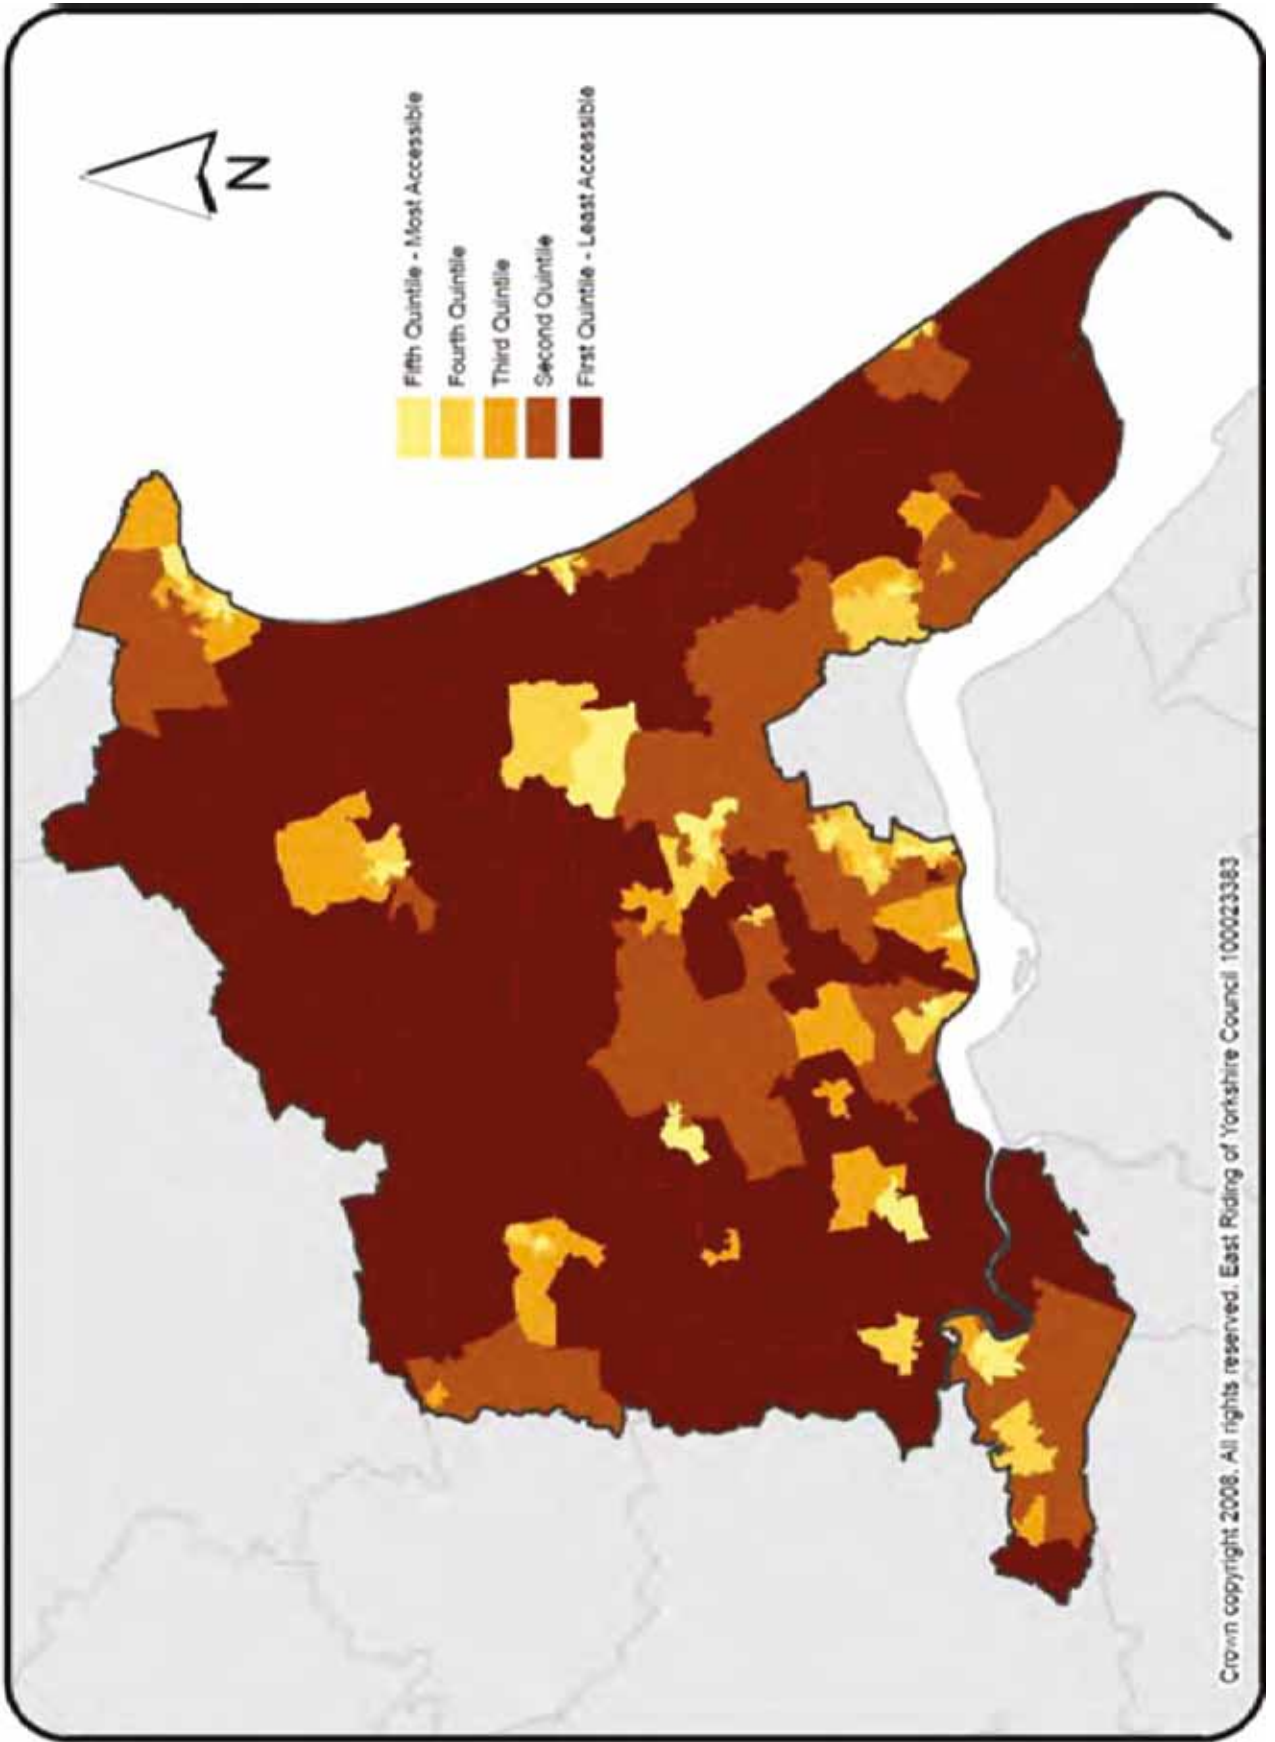 N
Fifth Quintile - Most Accessible
Fourth Quintile
Third Quintile
Second Quintile
First Quintile - Least Accessible
Crown copyright 2008. All rights reserved. East Riding of Yorkshire Council 100023383